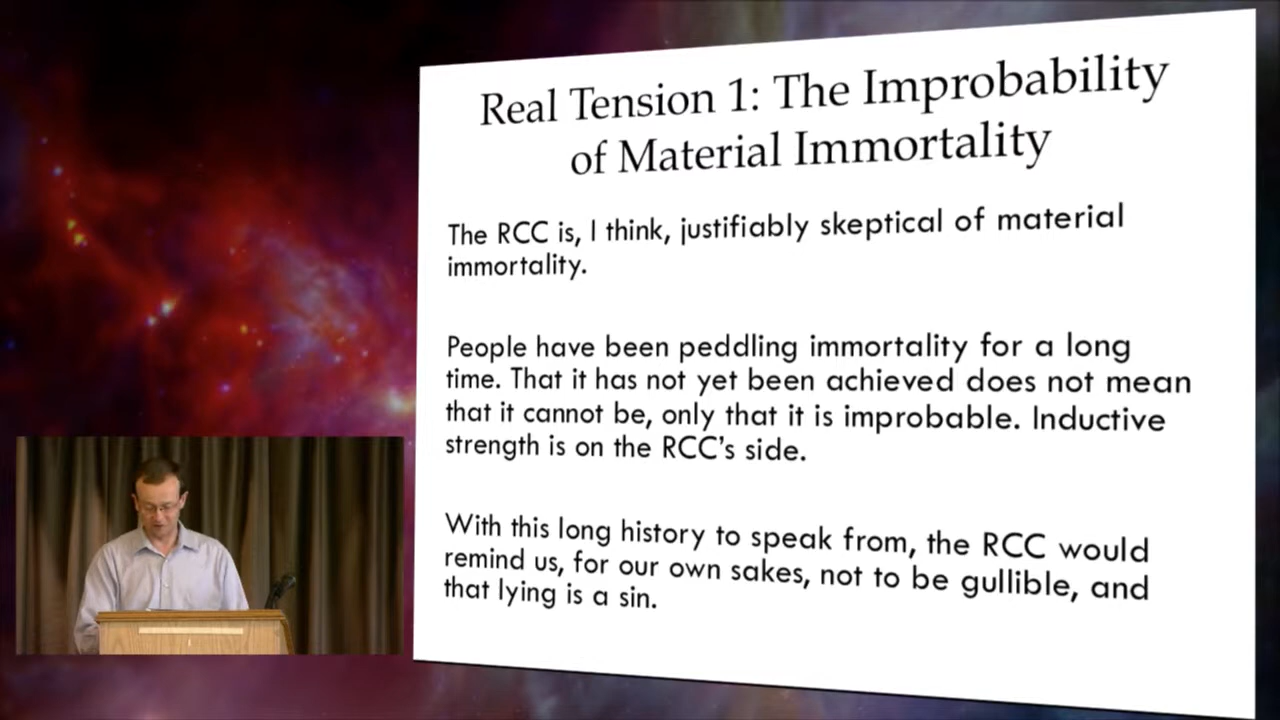 Real Tension 1: The Improbability
of Material Immortality
The RCC is, I think, justifiably skeptical of material
immortality.
People have been peddling immortality for a long
time. That it has not yet been achieved does not mean
that it cannot be, only that it is improbable. Inductive
strength is on the RCC’s side.
With this long history to speak from, the RCC would
remind us, for our own sakes, not to be gullible, and
that lying is a sin.